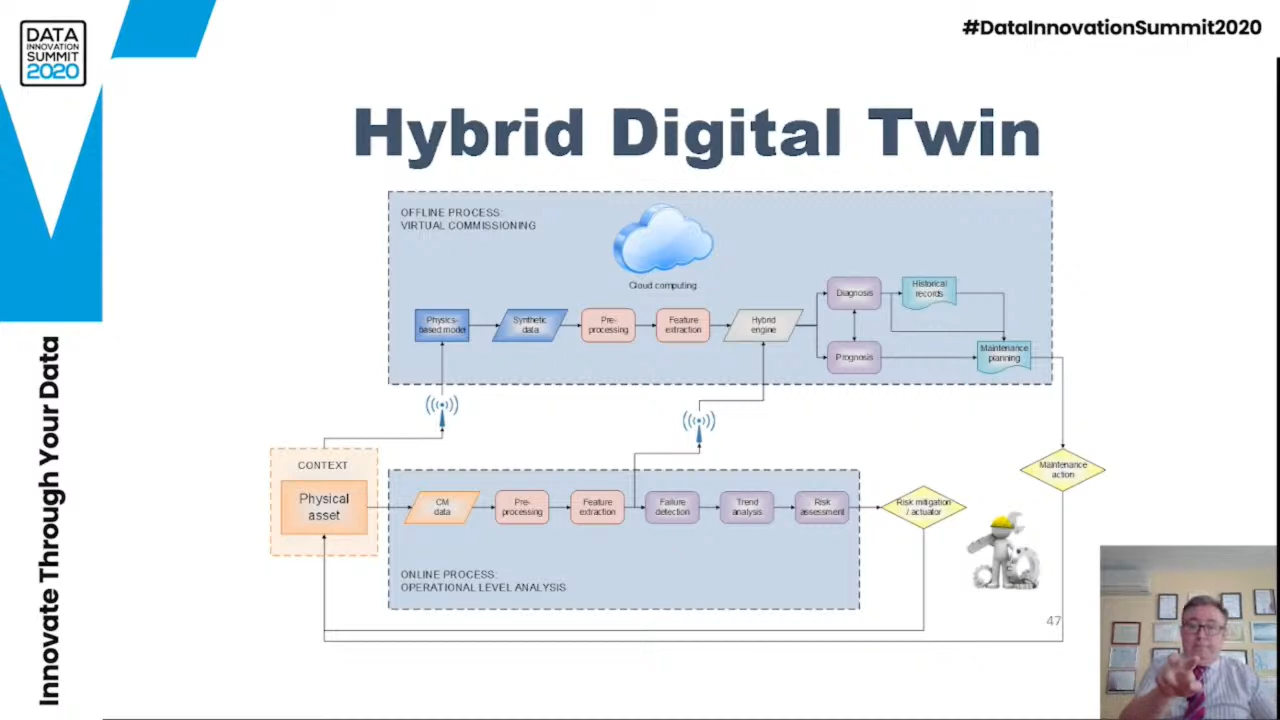 DATA
INNOVATION
SUMMIT
2020
#DataInnovationSummit2020
Innovate Through Your Data
Hybrid Digital Twin
OFFLINE PROCESS:
VIRTUAL COMMISSIONING
Cloud computing
Physics-
based model
Synthetic
data
Pre-
processing
Feature
extraction
Hybrid
engine
Diagnosis
Historical
records
Prognosis
Maintenance
planning
Maintenance
action
CONTEXT
Physical
asset
CM
data
Pre-
processing
Feature
extraction
Failure
detection
Trend
analysis
Risk
assessment
Risk mitigation
/ actuator
ONLINE PROCESS:
OPERATIONAL LEVEL ANALYSIS
47